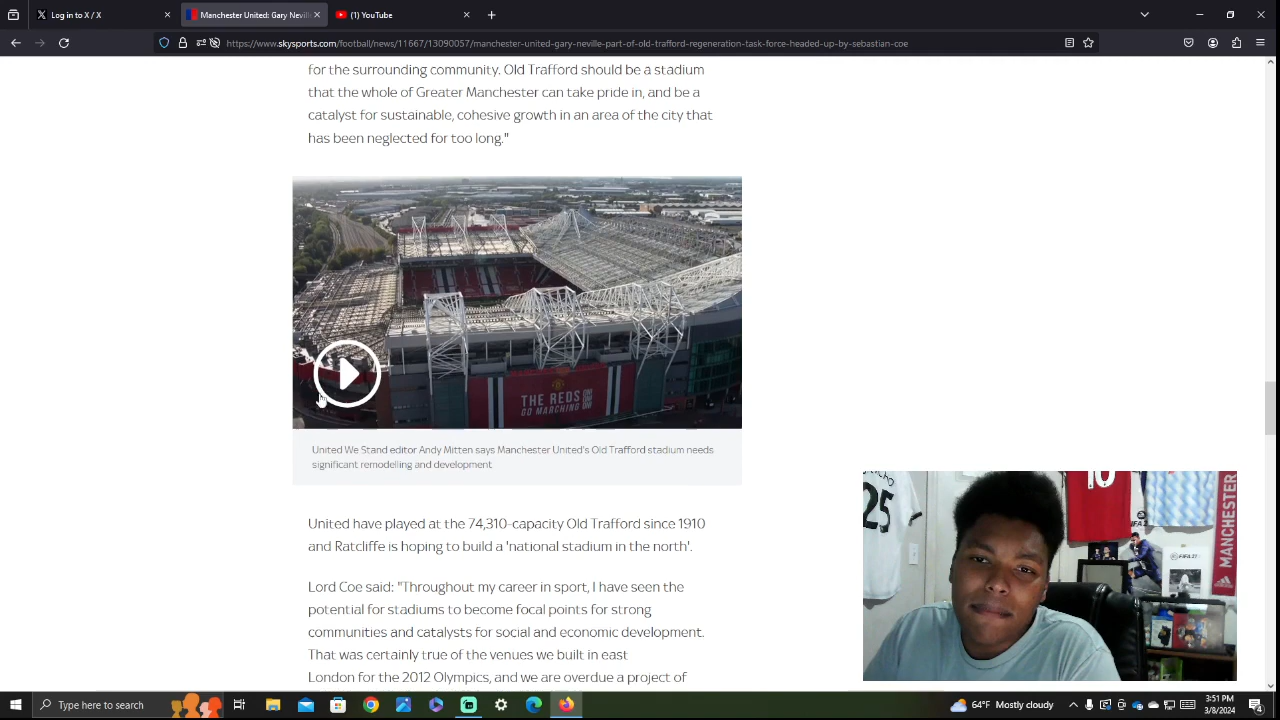 Log in to X / X
Manchester United: Gary Nevill
(1) YouTube
https://www.skysports.com/football/news/11667/13090057/manchester-united-gary-neville-part-of-old-trafford-regeneration-task-force-headed-up-by-sebastian-coe
for the surrounding community. Old Trafford should be a stadium
that the whole of Greater Manchester can take pride in, and be a
catalyst for sustainable, cohesive growth in an area of the city that
has been neglected for too long."
THE REDS
GO MARCHING
United We Stand editor Andy Mitten says Manchester United's Old Trafford stadium needs
significant remodelling and development
United have played at the 74,310-capacity Old Trafford since 1910
and Ratcliffe is hoping to build a 'national stadium in the north'.
Lord Coe said: "Throughout my career in sport, I have seen the
potential for stadiums to become focal points for strong
communities and catalysts for social and economic development.
That was certainly true of the venues we built in east
London for the 2012 Olympics, and we are overdue a project of
25
10
MANCHESTER
Type here to search
64°F Mostly cloudy
3:51 PM
3/8/2024
4